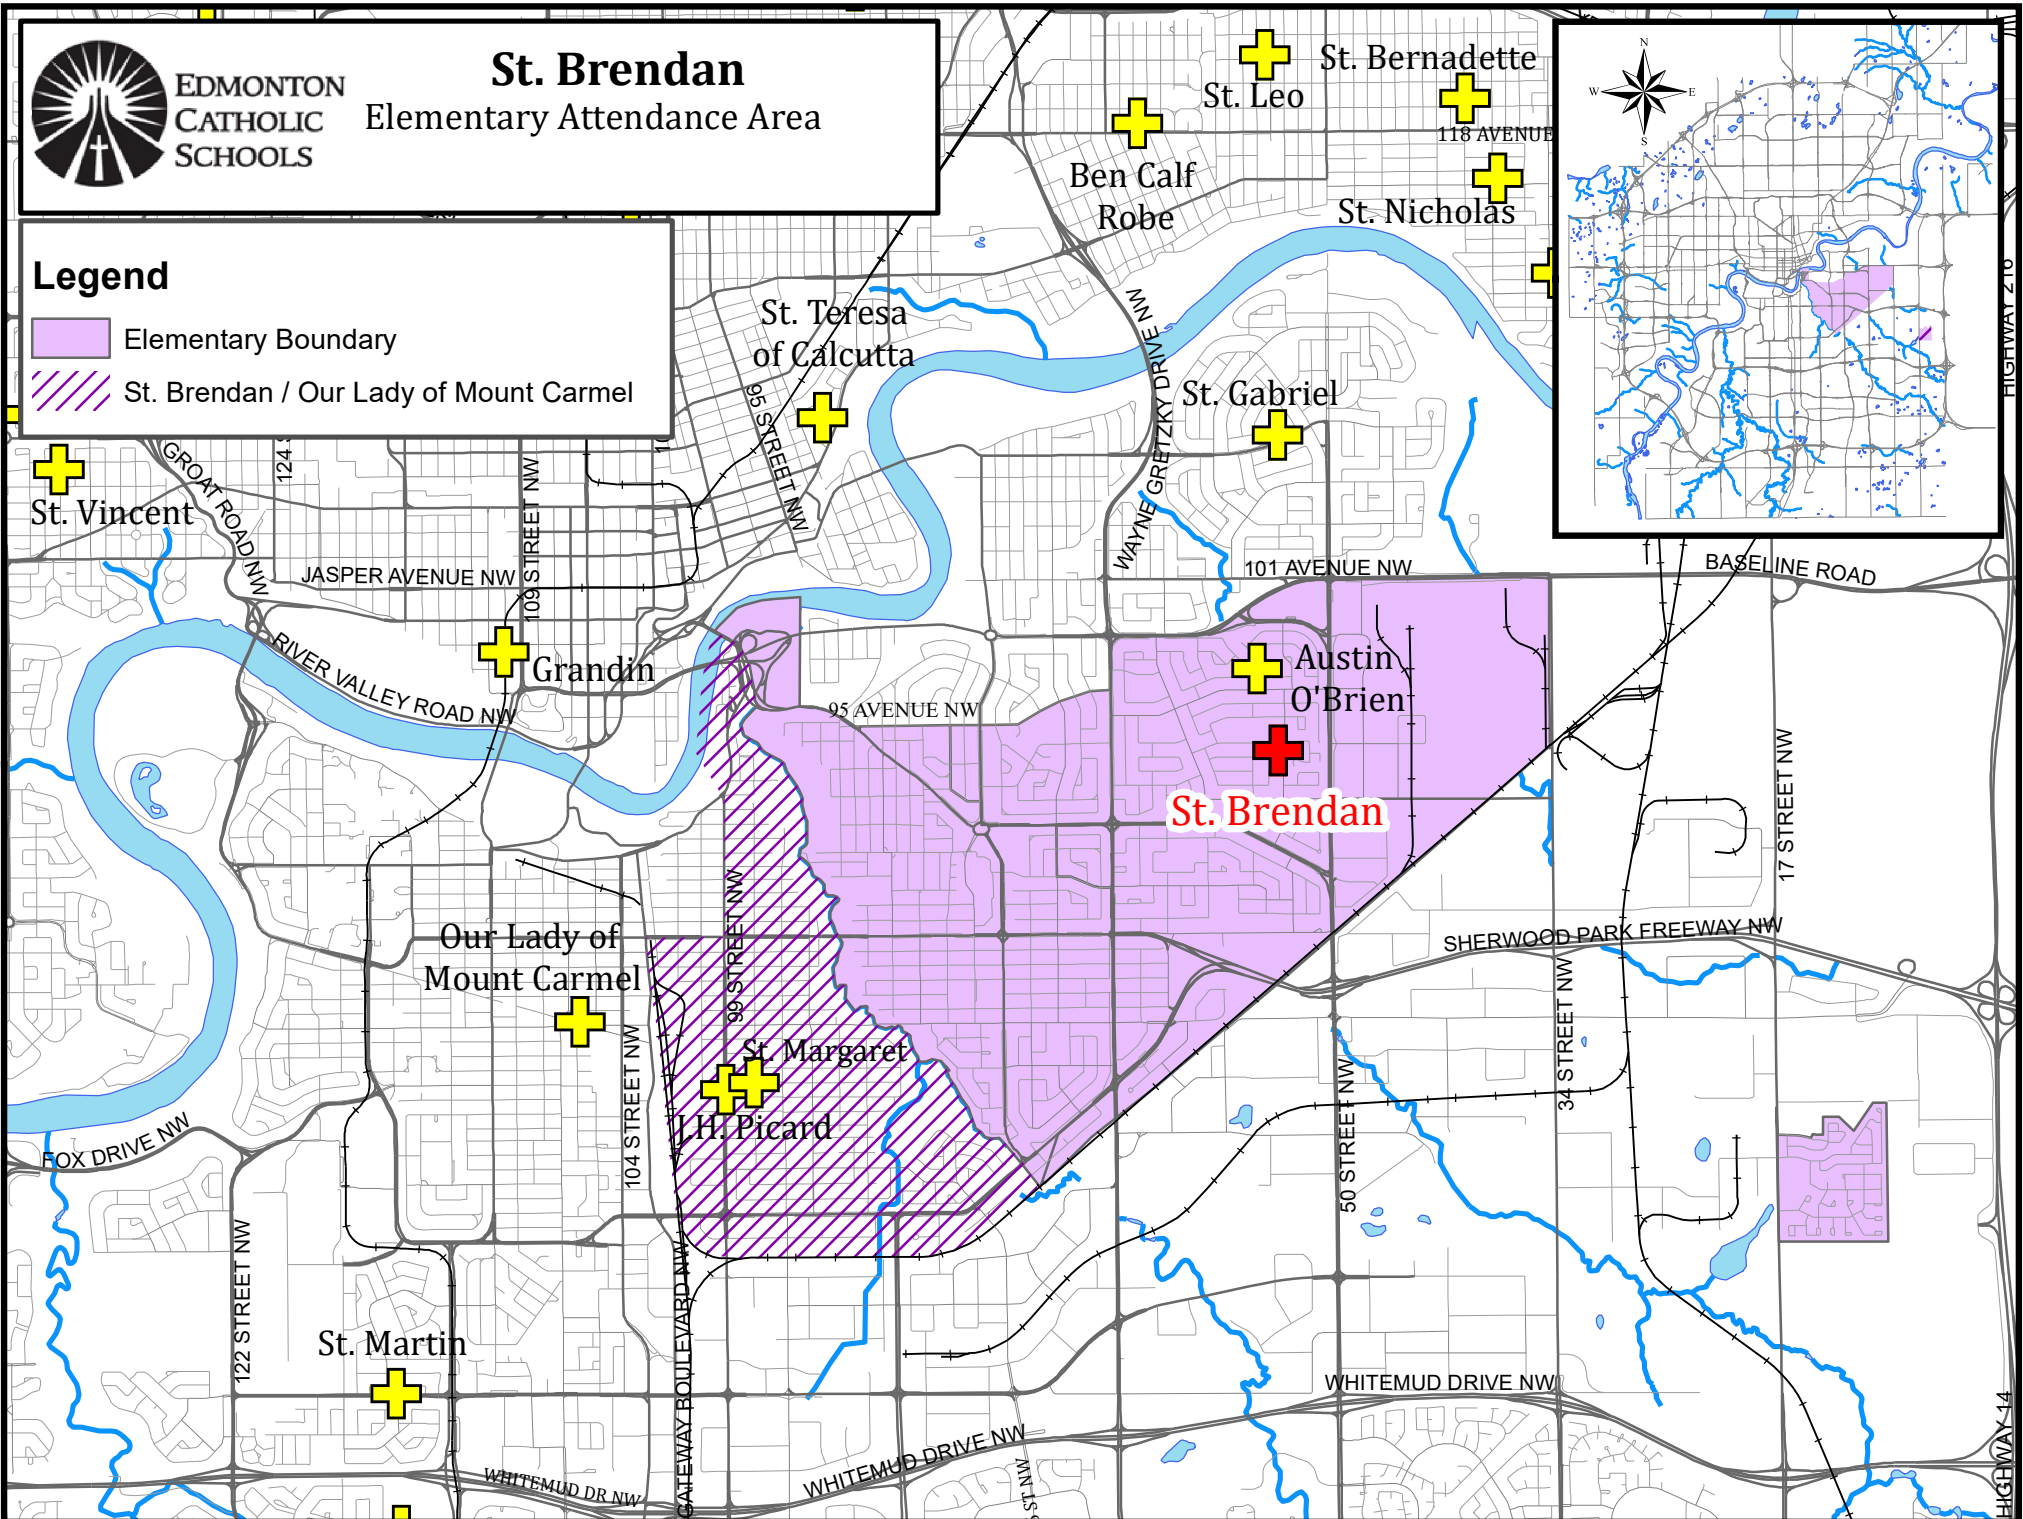 EDMONTON
CATHOLIC
SCHOOLS
St. Brendan
Elementary Attendance Area
Legend
Elementary Boundary
St. Brendan / Our Lady of Mount Carmel
N
W
E
S
St. Bernadette
St. Leo
118 AVENUE
Ben Calf
Robe
St. Nicholas
HIGHWAY 216
St. Teresa
of Calcutta
95 STREET NW
WAYNE GRETZKY DRIVE NW
St. Gabriel
St. Vincent
GROAT ROAD NW
109 STREET NW
JASPER AVENUE NW
101 AVENUE NW
BASELINE ROAD
RIVER VALLEY ROAD NW
Grandin
Austin
O'Brien
95 AVENUE NW
St. Brendan
17 STREET NW
99 STREET NW
Our Lady of
Mount Carmel
SHERWOOD PARK FREEWAY NW
34 STREET NW
104 STREET NW
St. Margaret
J.H. Picard
50 STREET NW
FOX DRIVE NW
122 STREET NW
GATEWAY BOULEVARD NW
St. Martin
WHITEMUD DRIVE NW
WHITEMUD DRIVE NW
WHITEMUD DR NW
ST NW
HIGHWAY 14